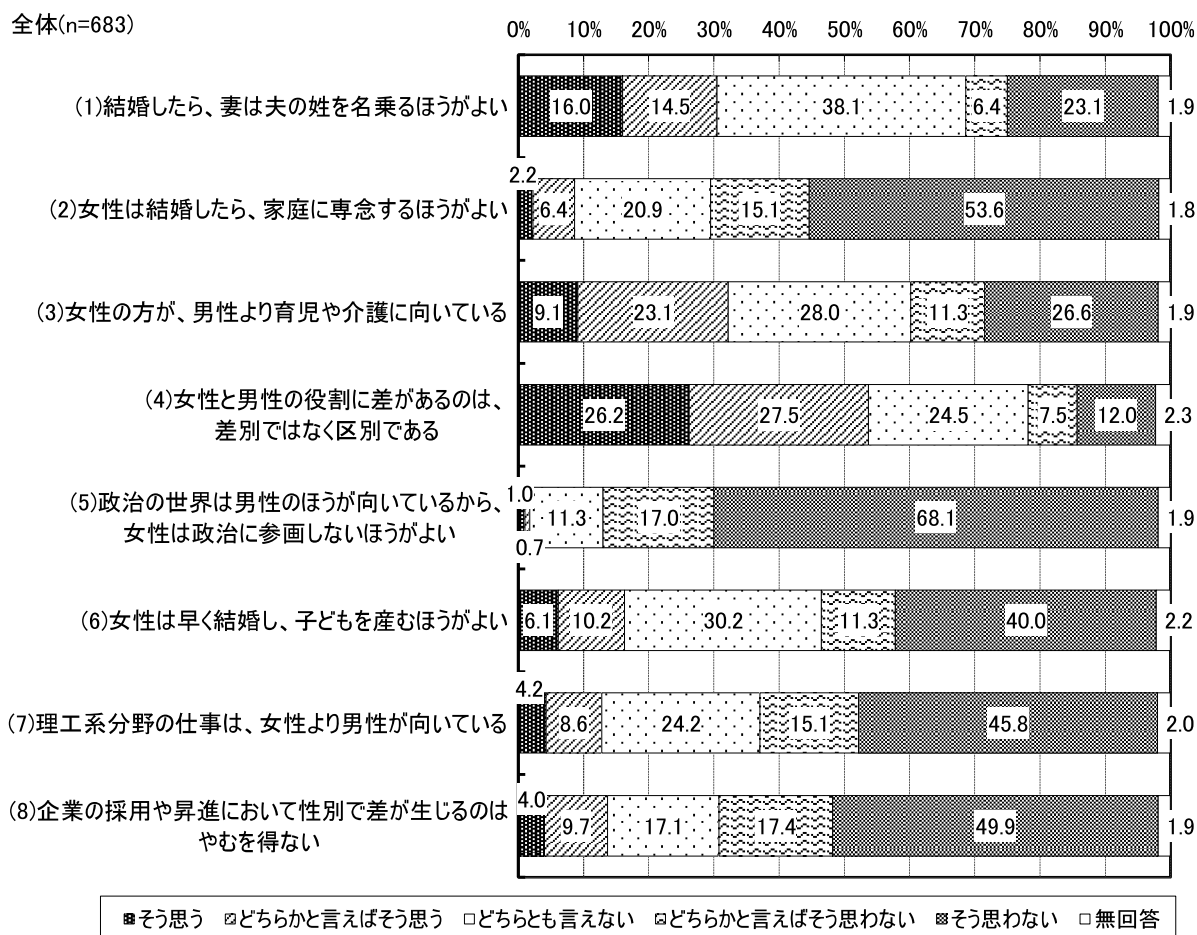 全体(n=683)
0% 10% 20% 30% 40% 50% 60% 70% 80% 90% 100%
(1)結婚したら、妻は夫の姓を名乗るほうがよい
16.0 14.5 38.1 6.4 23.1 1.9
(2)女性は結婚したら、家庭に専念するほうがよい
2.2 6.4 20.9 15.1 53.6 1.8
(3)女性の方が、男性より育児や介護に向いている
9.1 23.1 28.0 11.3 26.6 1.9
(4)女性と男性の役割に差があるのは、
差別ではなく区別である
26.2 27.5 24.5 7.5 12.0 2.3
(5)政治の世界は男性のほうが向いているから、
女性は政治に参画しないほうがよい
1.0 0.7 11.3 17.0 68.1 1.9
(6)女性は早く結婚し、子どもを産むほうがよい
6.1 10.2 30.2 11.3 40.0 2.2
(7)理工系分野の仕事は、女性より男性が向いている
4.2 8.6 24.2 15.1 45.8 2.0
(8)企業の採用や昇進において性別で差が生じるのは
やむを得ない
4.0 9.7 17.1 17.4 49.9 1.9
そう思う どちらかと言えばそう思う どちらとも言えない どちらかと言えばそう思わない そう思わない 無回答